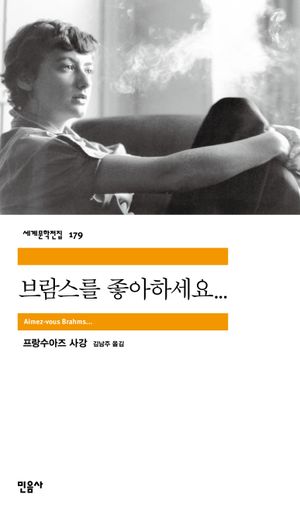 세계문학전집 179
브람스를 좋아하세요...
Aimez-vous Brahms...
프랑수아즈 사강 김남주 옮김
민음사